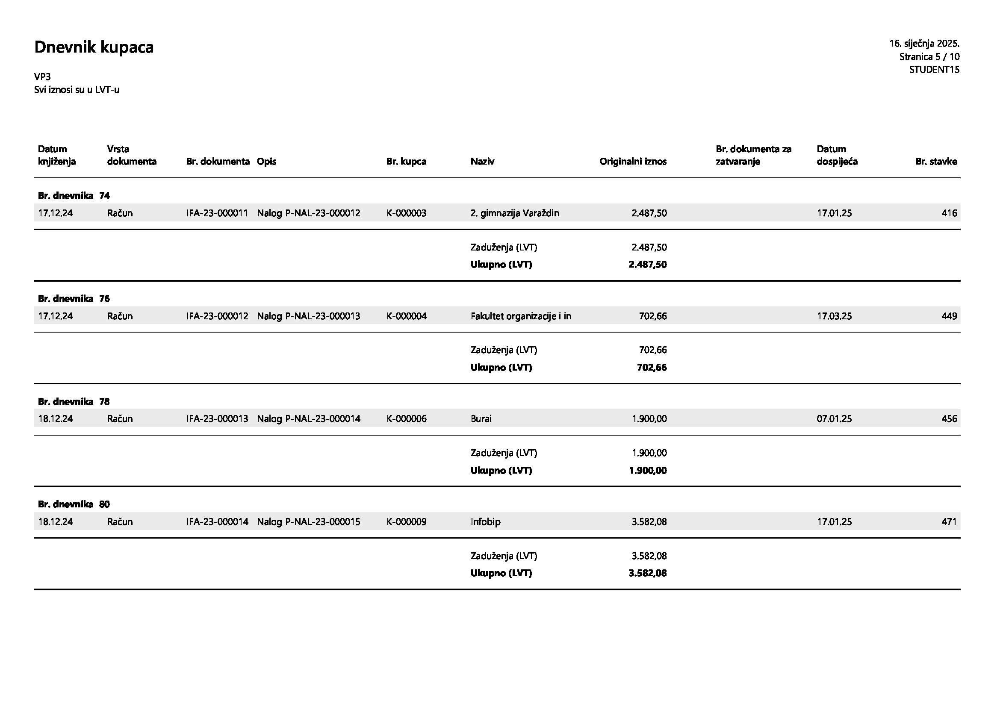 Dnevnik kupaca
16. siječnja 2025.
Stranica 5 / 10
STUDENT15
VP3
Svi iznosi su u LVT-u
Datum knjiženja Vrsta dokumenta Br. dokumenta Opis Br. kupca Naziv Originalni iznos Br. dokumenta za zatvaranje Datum dospijeća Br. stavke
Br. dnevnika 74
17.12.24 Račun IFA-23-000011 Nalog P-NAL-23-000012 K-000003 2. gimnazija Varaždin 2.487,50 17.01.25 416
Zaduženja (LVT) 2.487,50
Ukupno (LVT) 2.487,50
Br. dnevnika 76
17.12.24 Račun IFA-23-000012 Nalog P-NAL-23-000013 K-000004 Fakultet organizacije i in 702,66 17.03.25 449
Zaduženja (LVT) 702,66
Ukupno (LVT) 702,66
Br. dnevnika 78
18.12.24 Račun IFA-23-000013 Nalog P-NAL-23-000014 K-000006 Burai 1.900,00 07.01.25 456
Zaduženja (LVT) 1.900,00
Ukupno (LVT) 1.900,00
Br. dnevnika 80
18.12.24 Račun IFA-23-000014 Nalog P-NAL-23-000015 K-000009 Infobip 3.582,08 17.01.25 471
Zaduženja (LVT) 3.582,08
Ukupno (LVT) 3.582,08